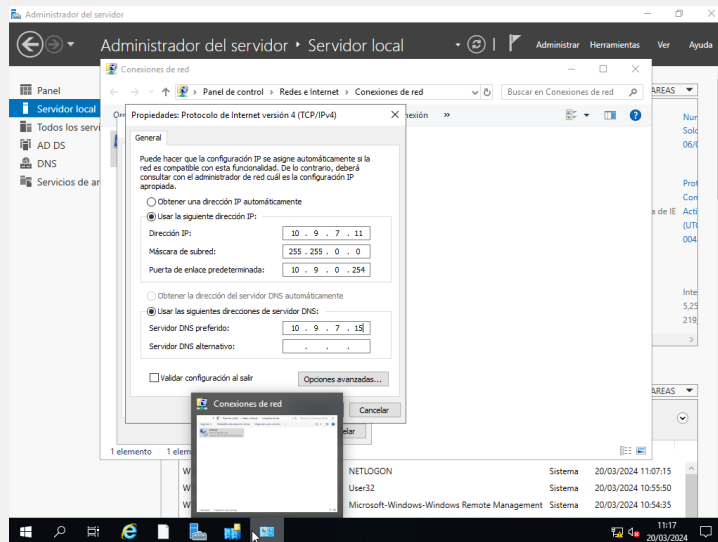 Administrador del servidor
Administrador del servidor ‣ Servidor local
Administrar Herramientas Ver Ayuda
Conexiones de red
Panel de control › Redes e Internet › Conexiones de red
Buscar en Conexiones de red
Panel
Servidor local
Todos los servi
AD DS
DNS
Servicios de ar
Propiedades: Protocolo de Internet versión 4 (TCP/IPv4)
General
Puede hacer que la configuración IP se asigne automáticamente si la
red es compatible con esta funcionalidad. De lo contrario, deberá
consultar con el administrador de red cuál es la configuración IP
apropiada.
Obtener una dirección IP automáticamente
Usar la siguiente dirección IP:
Dirección IP: 10 . 9 . 7 . 11
Máscara de subred: 255 . 255 . 0 . 0
Puerta de enlace predeterminada: 10 . 9 . 0 . 254
Obtener la dirección del servidor DNS automáticamente
Usar las siguientes direcciones de servidor DNS:
Servidor DNS preferido: 10 . 9 . 7 . 15
Servidor DNS alternativo: . . .
Validar configuración al salir
Opciones avanzadas...
Cancelar
elar
Conexiones de red
1 elemento 1 elem
exión »
AREAS
06/0
Prot
a de IE Acti
(UTC
004
Inte
5,25
219,
AREAS
NETLOGON Sistema 20/03/2024 11:07:15
User32 Sistema 20/03/2024 10:55:50
Microsoft-Windows-Windows Remote Management Sistema 20/03/2024 10:54:35
11:17
20/03/2024